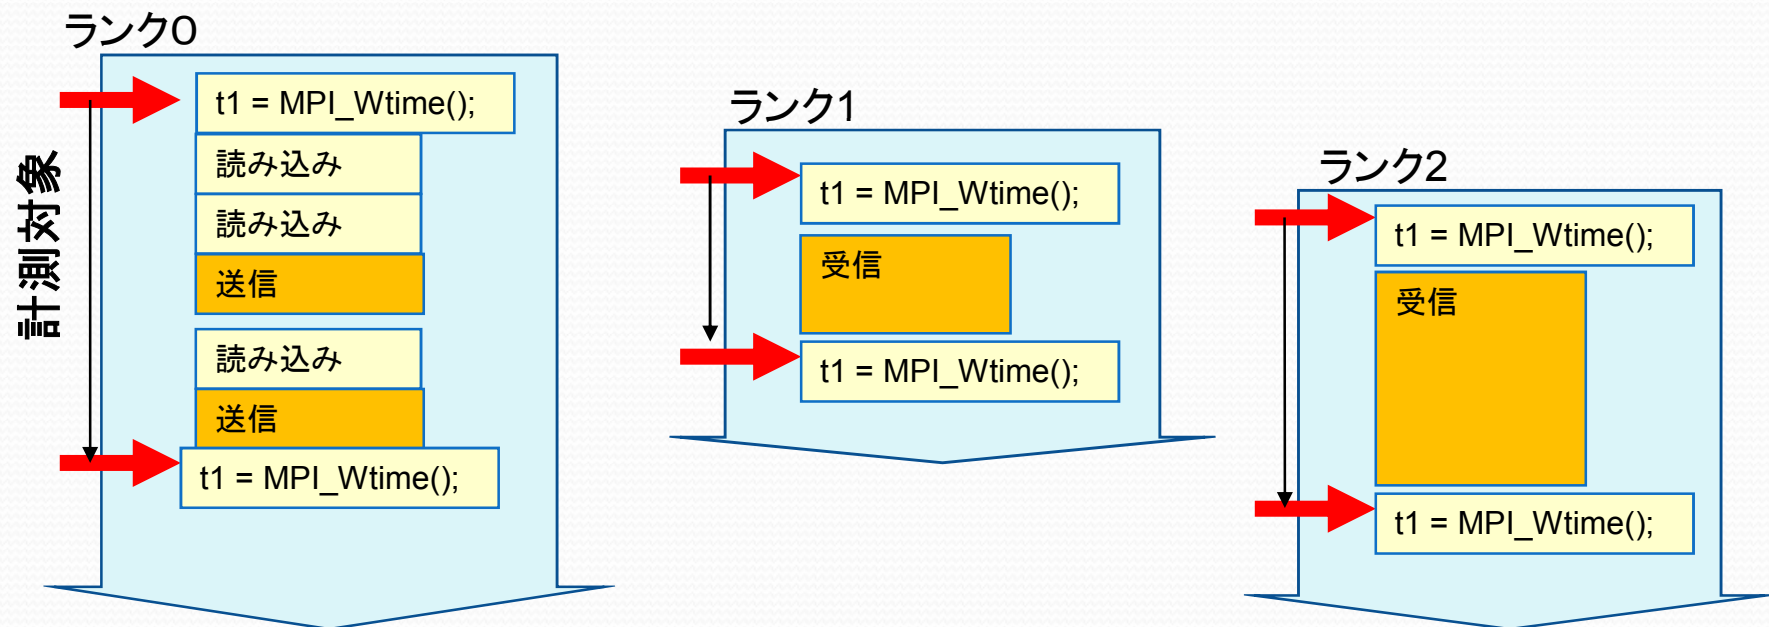 ランク0
t1 = MPI_Wtime();
読み込み
読み込み
送信
読み込み
送信
t1 = MPI_Wtime();
計測対象
ランク1
t1 = MPI_Wtime();
受信
t1 = MPI_Wtime();
ランク2
t1 = MPI_Wtime();
受信
t1 = MPI_Wtime();